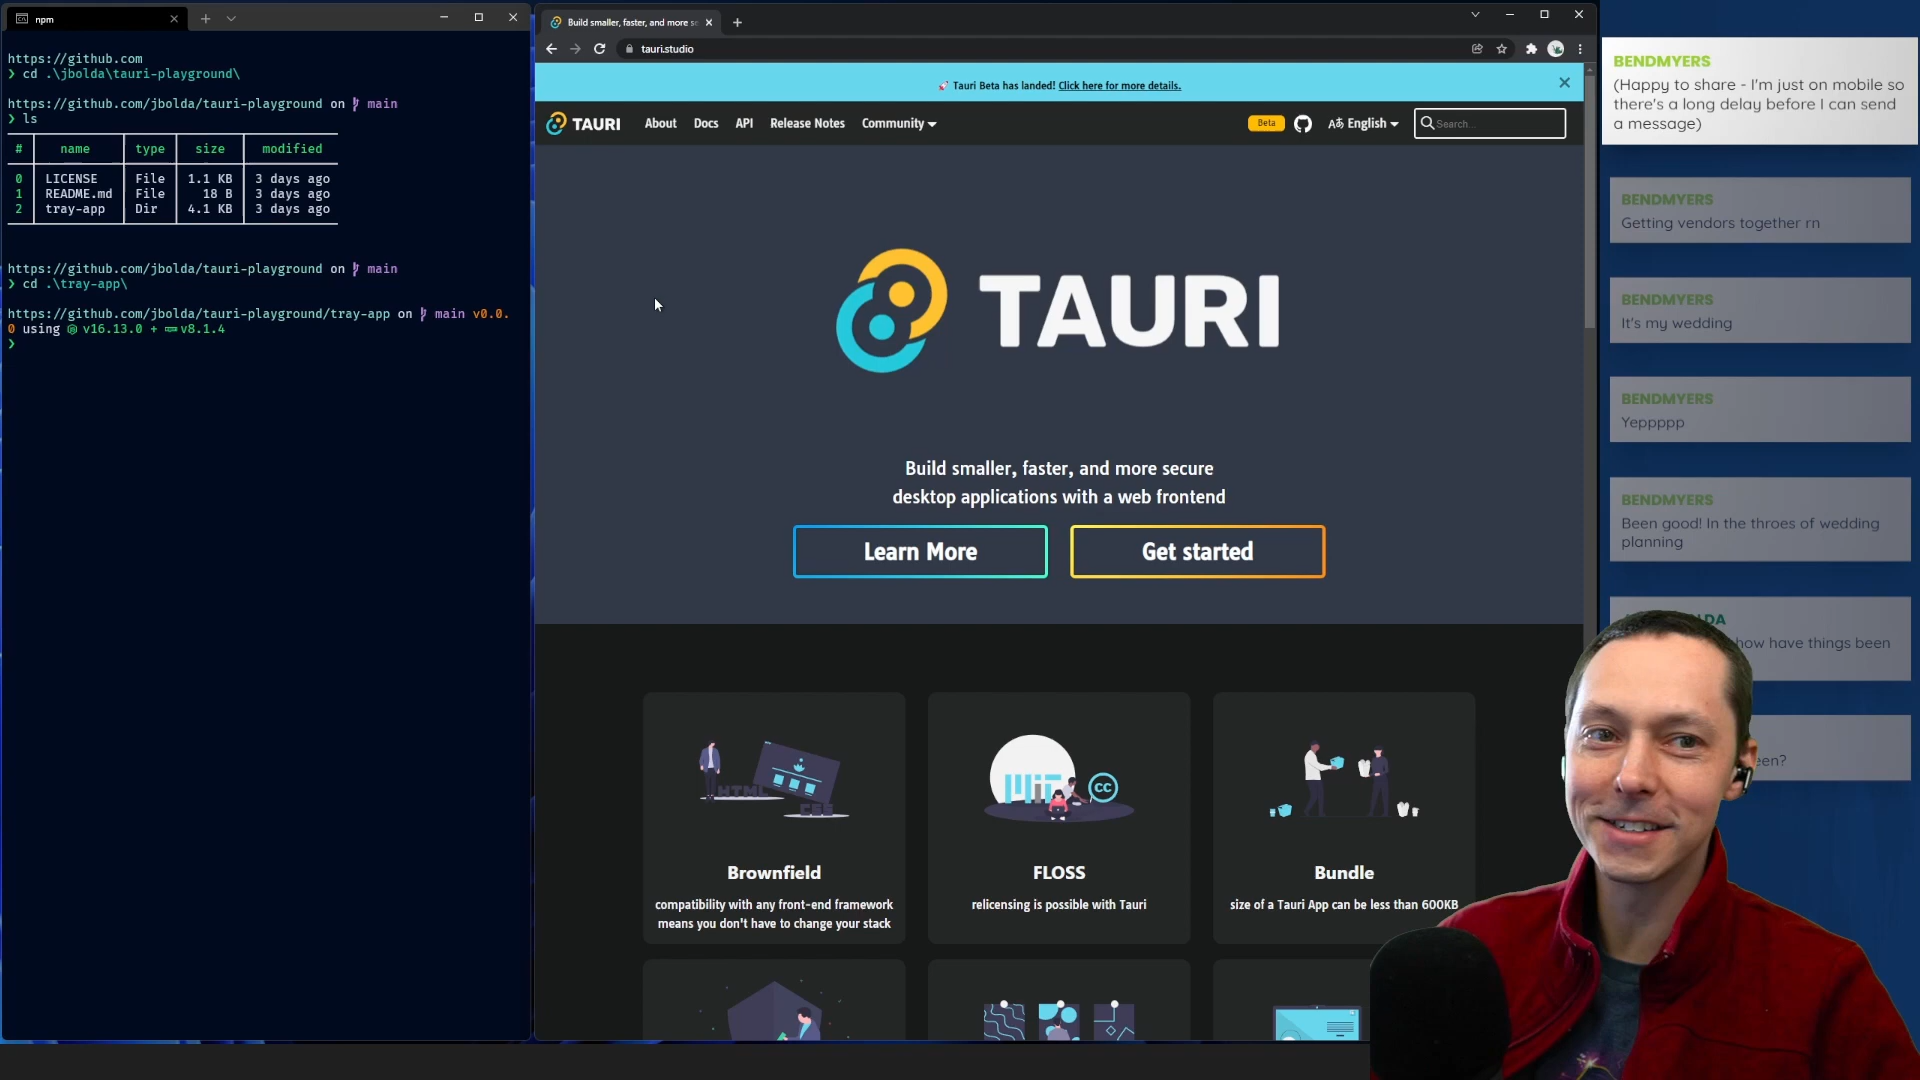 npm
https://github.com
❯ cd .\jbolda\tauri-playground\
https://github.com/jbolda/tauri-playground on main
❯ ls
# name type size modified
0 LICENSE File 1.1 KB 3 days ago
1 README.md File 18 B 3 days ago
2 tray-app Dir 4.1 KB 3 days ago
https://github.com/jbolda/tauri-playground on main
❯ cd .\tray-app\
https://github.com/jbolda/tauri-playground/tray-app on main v0.0.
0 using v16.13.0 + v8.1.4
❯
Build smaller, faster, and more se
tauri.studio
🚀 Tauri Beta has landed! Click here for more details.
TAURI About Docs API Release Notes Community Beta English Search...
TAURI
Build smaller, faster, and more secure
desktop applications with a web frontend
Learn More Get started
HTML
CSS
MIT
CC
Brownfield
compatibility with any front-end framework
means you don't have to change your stack
FLOSS
relicensing is possible with Tauri
Bundle
size of a Tauri App can be less than 600KB
BENDMYERS
(Happy to share - I'm just on mobile so
there's a long delay before I can send
a message)
BENDMYERS
Getting vendors together rn
BENDMYERS
It's my wedding
BENDMYERS
Yeppppp
BENDMYERS
Been good! In the throes of wedding
planning
how have things been